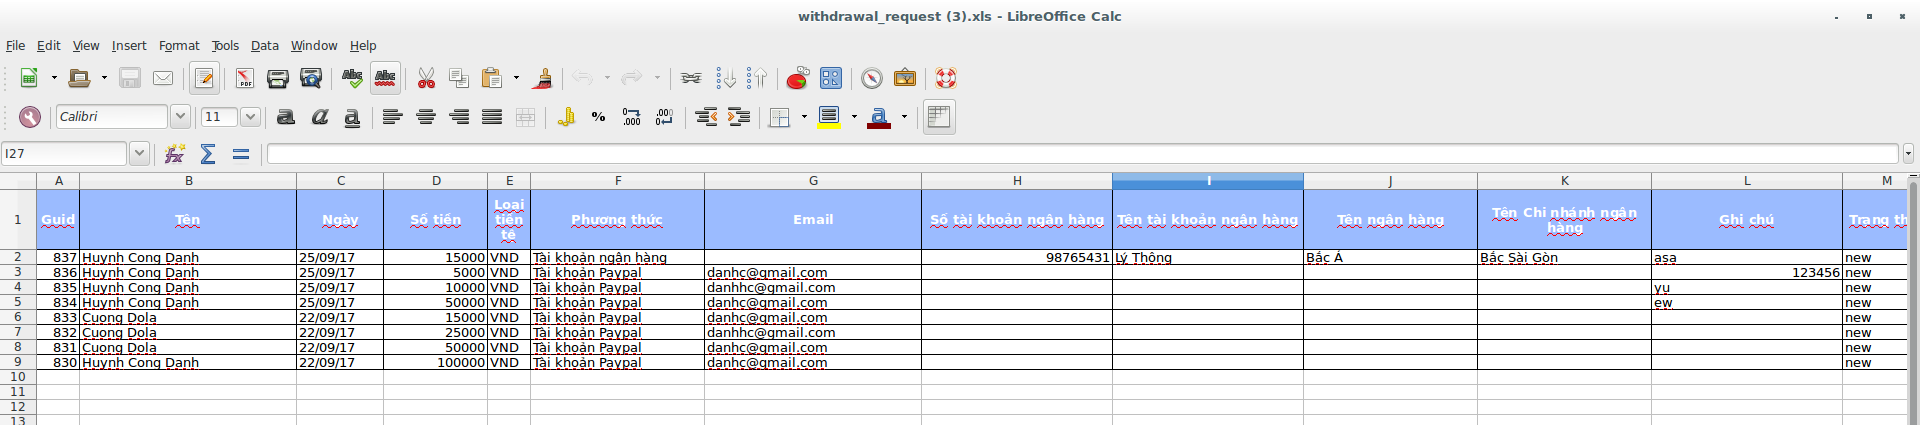 withdrawal_request (3).xls - LibreOffice Calc
File Edit View Insert Format Tools Data Window Help
Calibri 11
I27
A B C D E F G H I J K L M
1 Guid Tên Ngày Số tiền Loại tiền tệ Phương thức Email Số tài khoản ngân hàng Tên tài khoản ngân hàng Tên ngân hàng Tên Chi nhánh ngân hàng Ghi chú Trạng th
2 837 Huynh Cong Danh 25/09/17 15000 VND Tài khoản ngân hàng 98765431 Lý Thông Bắc Á Bắc Sài Gòn asa new
3 836 Huynh Cong Danh 25/09/17 5000 VND Tài khoản Paypal danhc@gmail.com 123456 new
4 835 Huynh Cong Danh 25/09/17 10000 VND Tài khoản Paypal danhhc@gmail.com yu new
5 834 Huynh Cong Danh 25/09/17 50000 VND Tài khoản Paypal danhc@gmail.com ew new
6 833 Cuong Dola 22/09/17 15000 VND Tài khoản Paypal danhc@gmail.com new
7 832 Cuong Dola 22/09/17 25000 VND Tài khoản Paypal danhhc@gmail.com new
8 831 Cuong Dola 22/09/17 50000 VND Tài khoản Paypal danhc@gmail.com new
9 830 Huynh Cong Danh 22/09/17 100000 VND Tài khoản Paypal danhc@gmail.com new
10
11
12
13